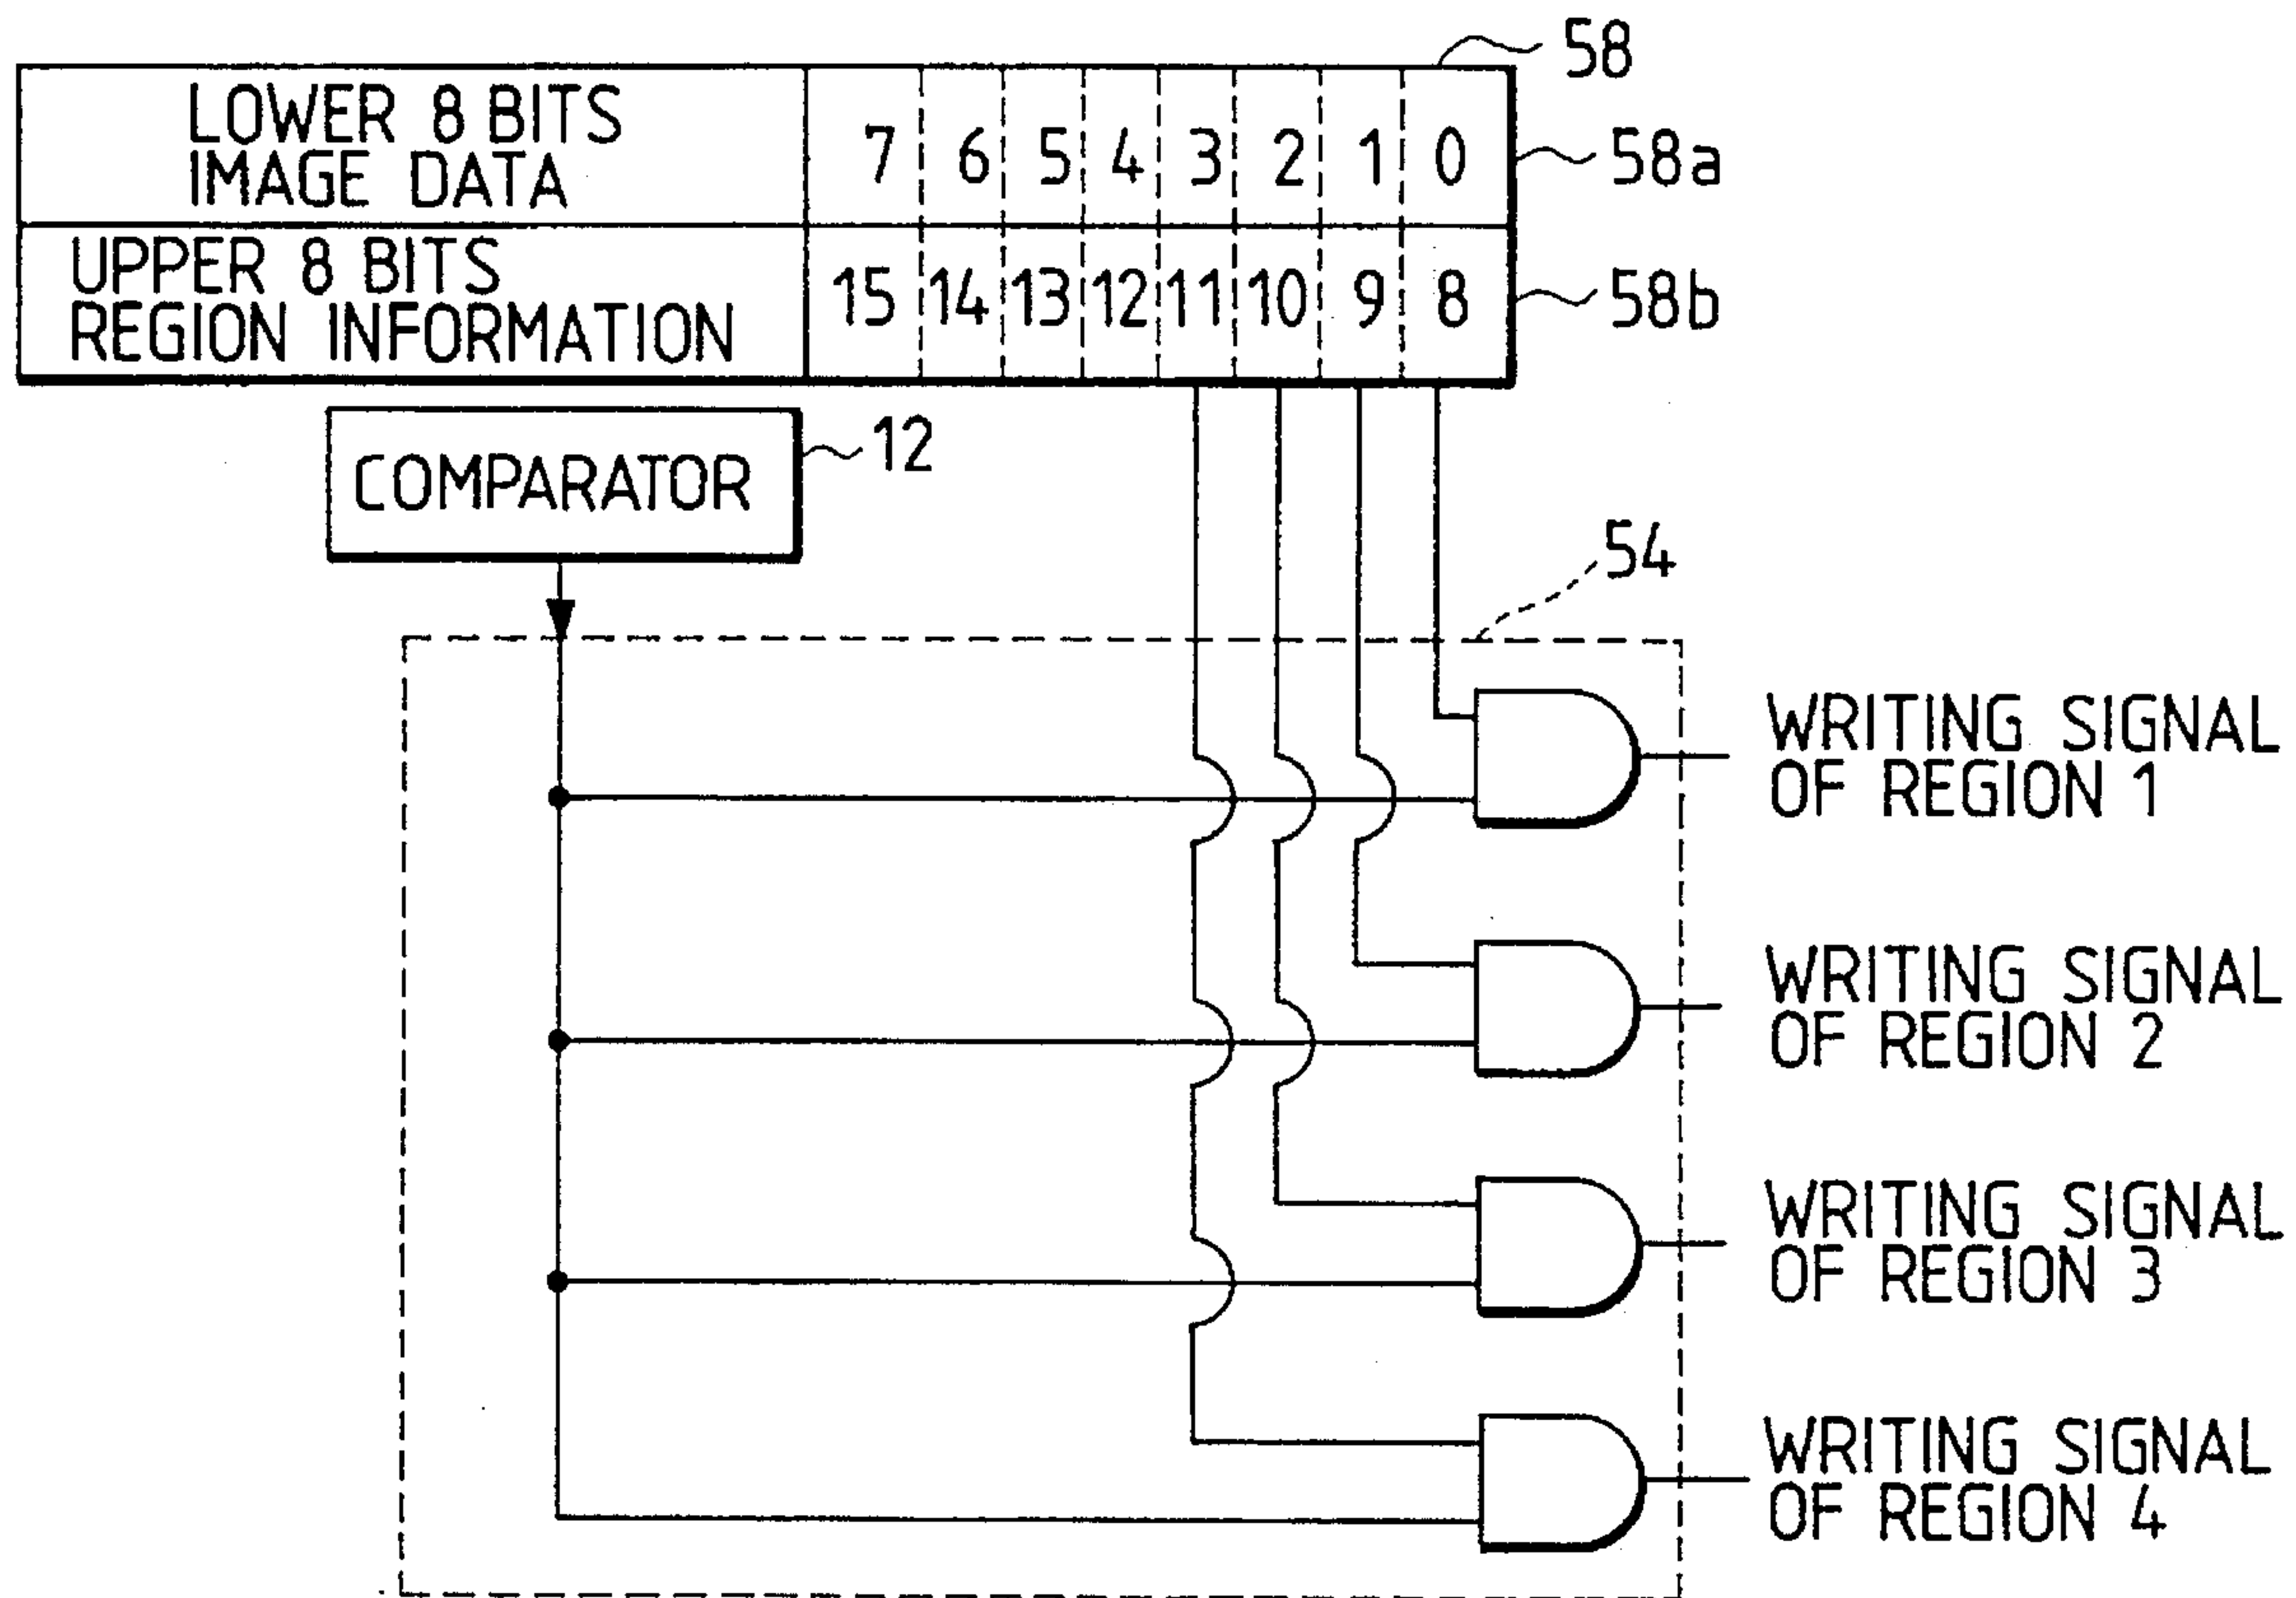 58
LOWER 8 BITS
IMAGE DATA
7 6 5 4 3 2 1 0
58a
UPPER 8 BITS
REGION INFORMATION
15 14 13 12 11 10 9 8
58b
COMPARATOR
12
54
WRITING SIGNAL
OF REGION 1
WRITING SIGNAL
OF REGION 2
WRITING SIGNAL
OF REGION 3
WRITING SIGNAL
OF REGION 4